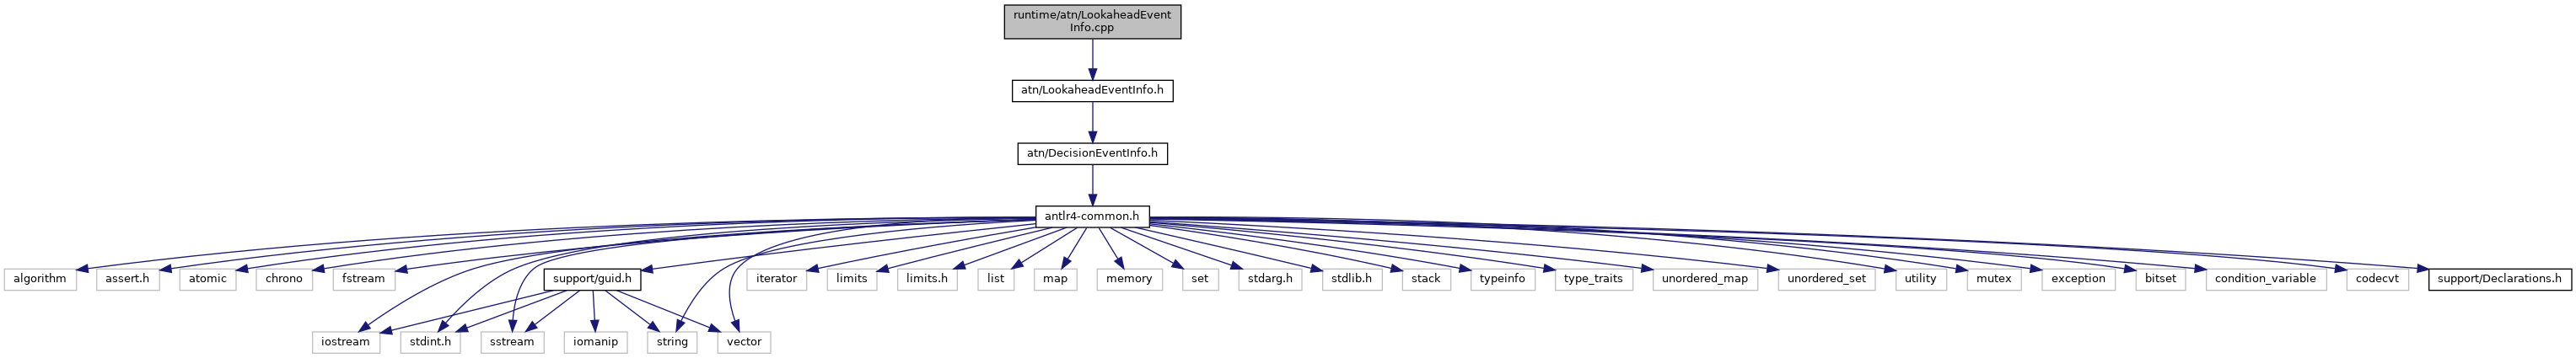 runtime/atn/LookaheadEvent
Info.cpp
atn/LookaheadEventInfo.h
atn/DecisionEventInfo.h
antlr4-common.h
algorithm
assert.h
atomic
chrono
fstream
support/guid.h
iterator
limits
limits.h
list
map
memory
set
stdarg.h
stdlib.h
stack
typeinfo
type_traits
unordered_map
unordered_set
utility
mutex
exception
bitset
condition_variable
codecvt
support/Declarations.h
iostream
stdint.h
sstream
iomanip
string
vector